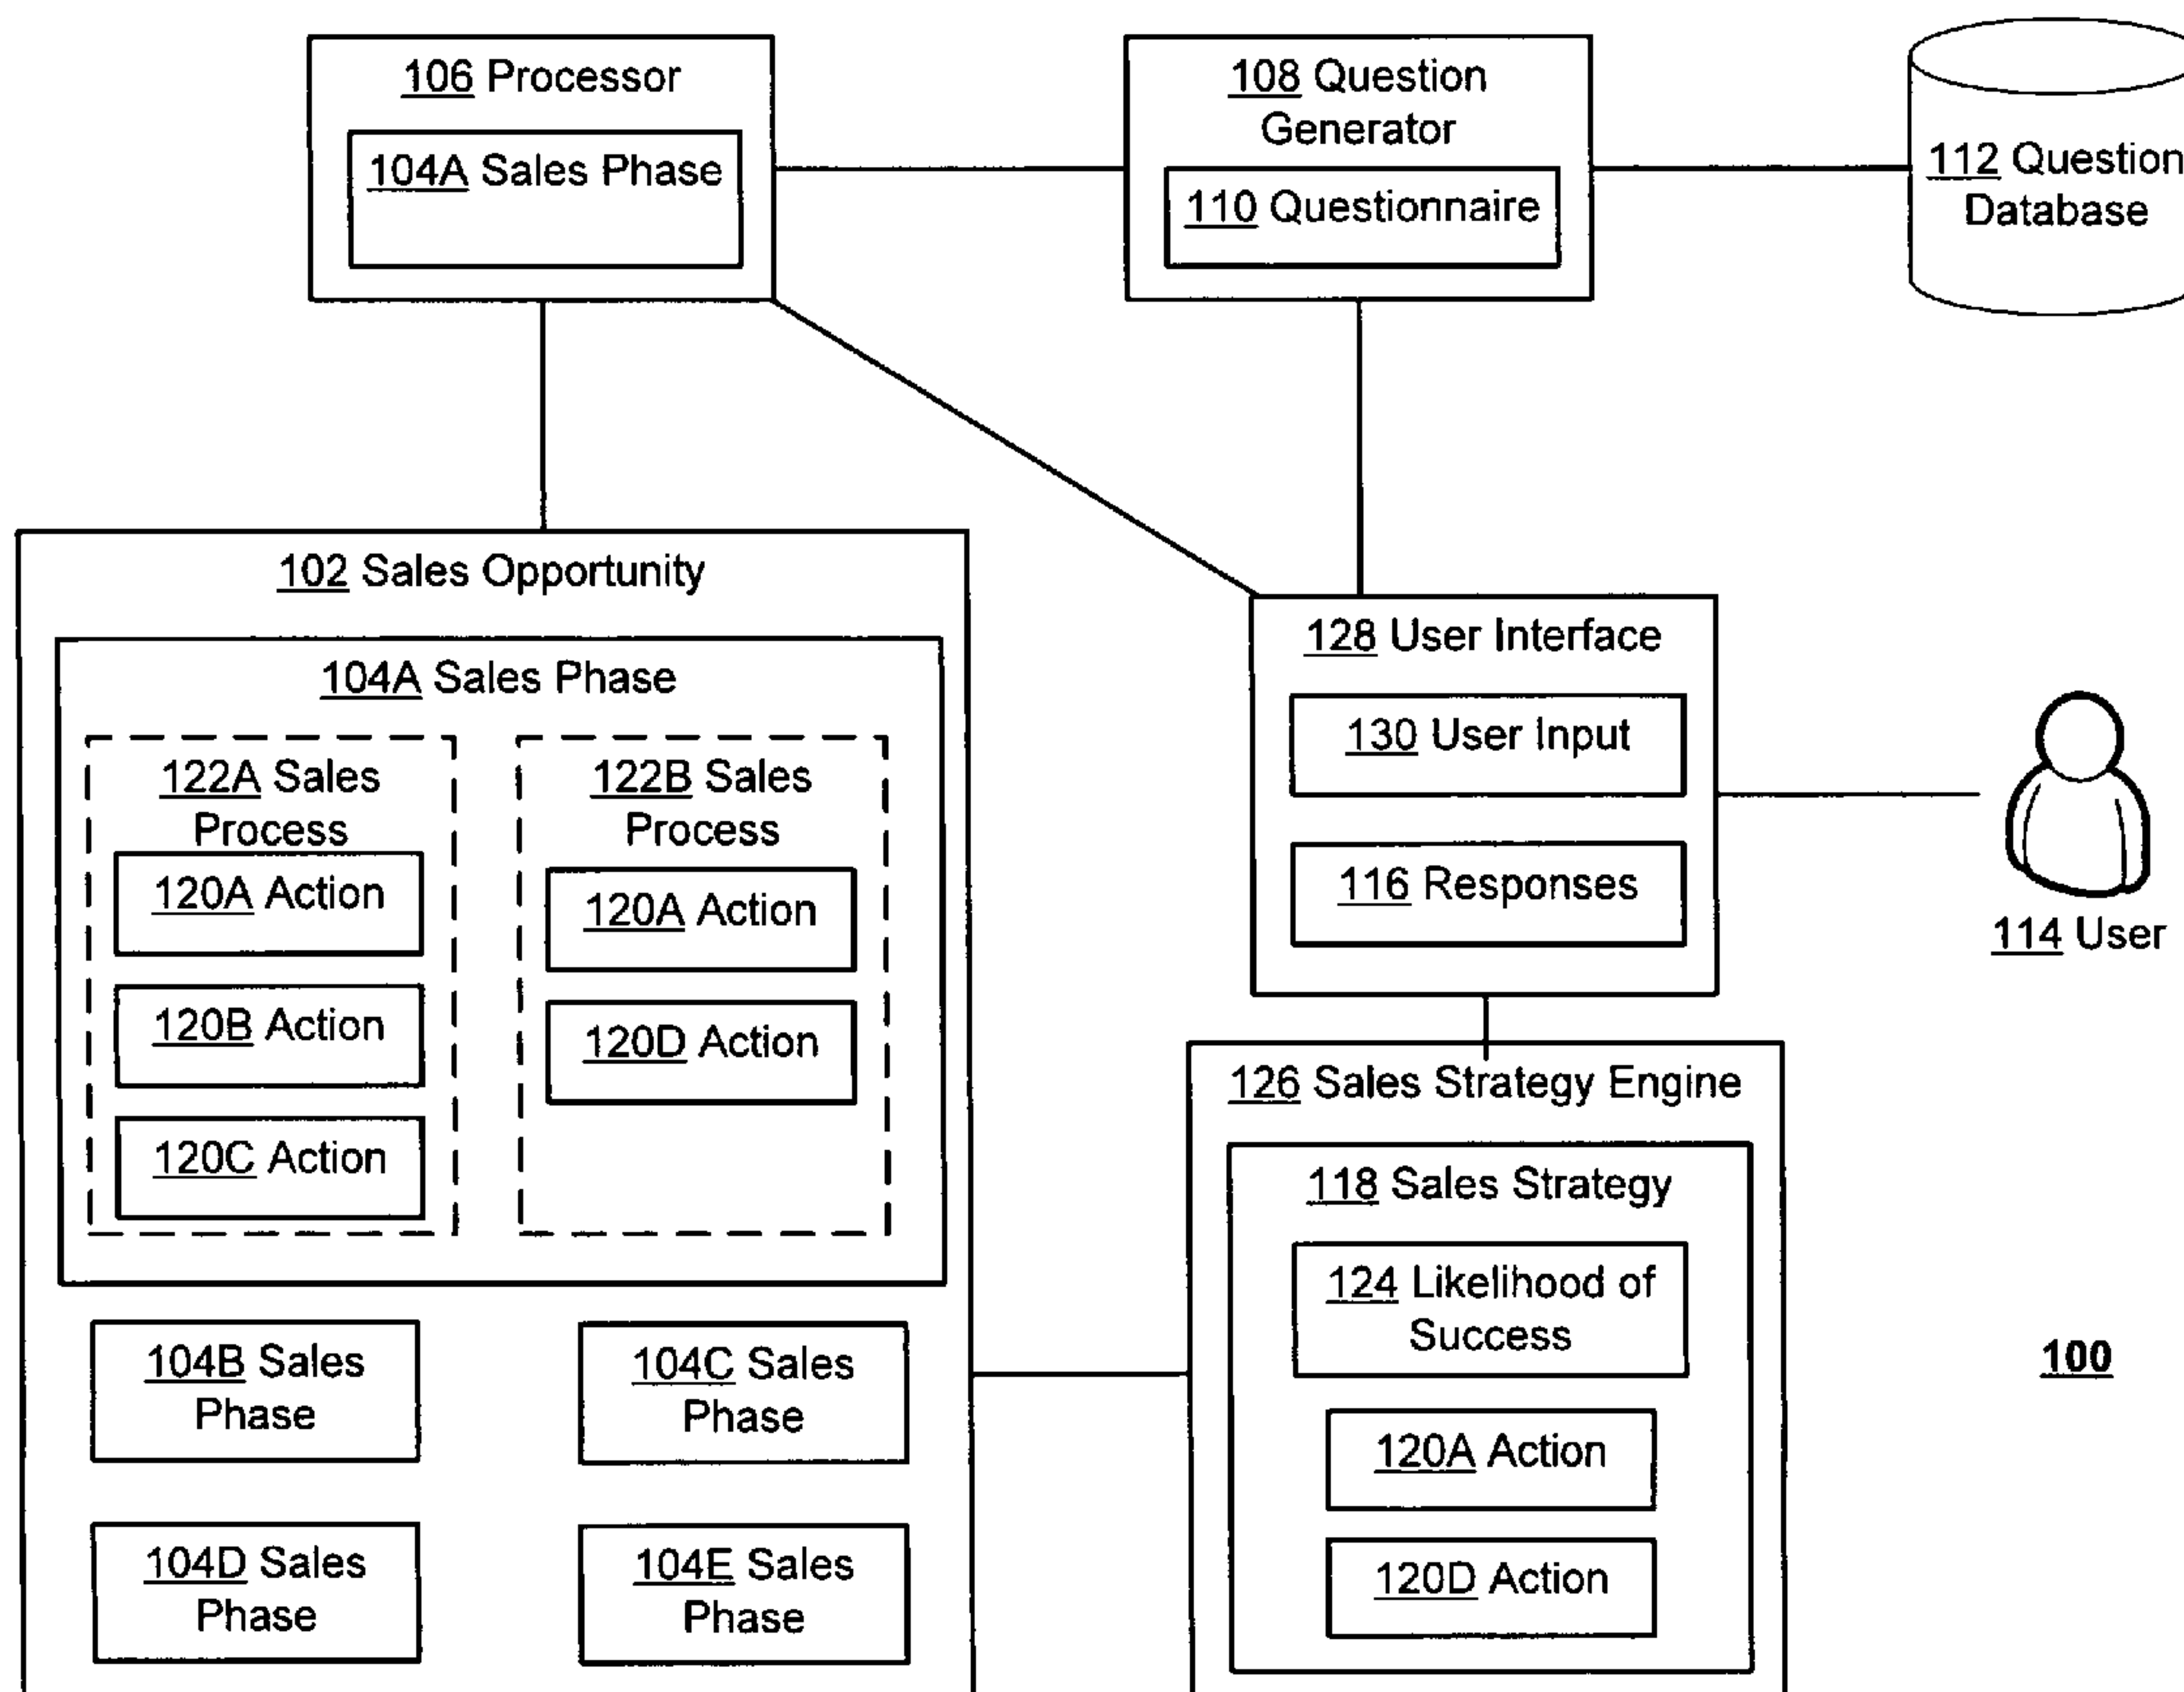 106 Processor
104A Sales Phase
108 Question
Generator
110 Questionnaire
112 Question
Database
102 Sales Opportunity
104A Sales Phase
122A Sales
Process
120A Action
120B Action
120C Action
122B Sales
Process
120A Action
120D Action
104B Sales
Phase
104C Sales
Phase
104D Sales
Phase
104E Sales
Phase
128 User Interface
130 User Input
116 Responses
114 User
126 Sales Strategy Engine
118 Sales Strategy
124 Likelihood of
Success
120A Action
120D Action
100